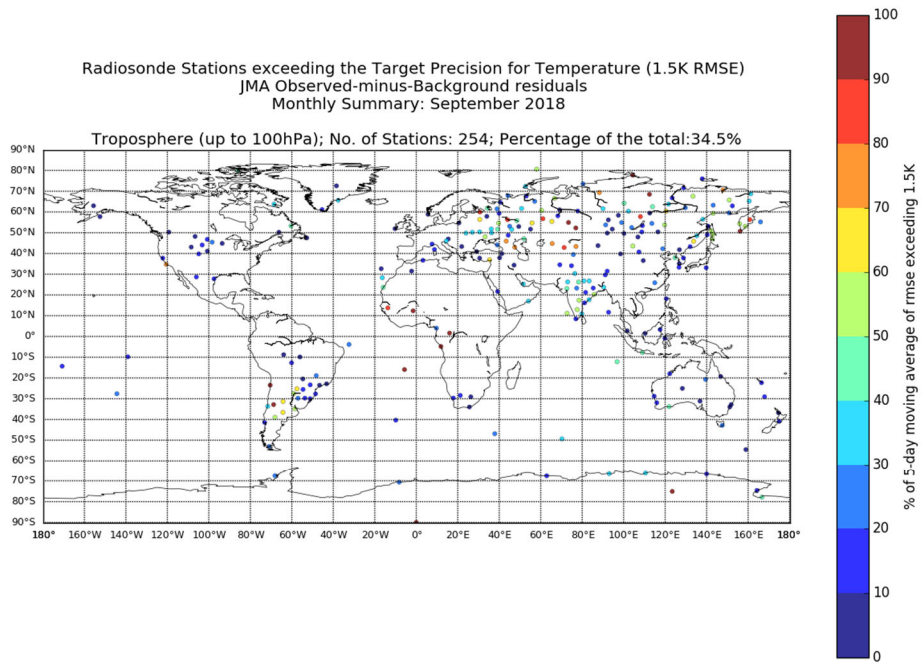 Radiosonde Stations exceeding the Target Precision for Temperature (1.5K RMSE)
JMA Observed-minus-Background residuals
Monthly Summary: September 2018
Troposphere (up to 100hPa); No. of Stations: 254; Percentage of the total:34.5%
90°N
80°N
70°N
60°N
50°N
40°N
30°N
20°N
10°N
0°
10°S
20°S
30°S
40°S
50°S
60°S
70°S
80°S
90°S
180° 160°W 140°W 120°W 100°W 80°W 60°W 40°W 20°W 0° 20°E 40°E 60°E 80°E 100°E 120°E 140°E 160°E 180°
100
90
80
70
60
50
40
30
20
10
0
% of 5-day moving average of rmse exceeding 1.5K